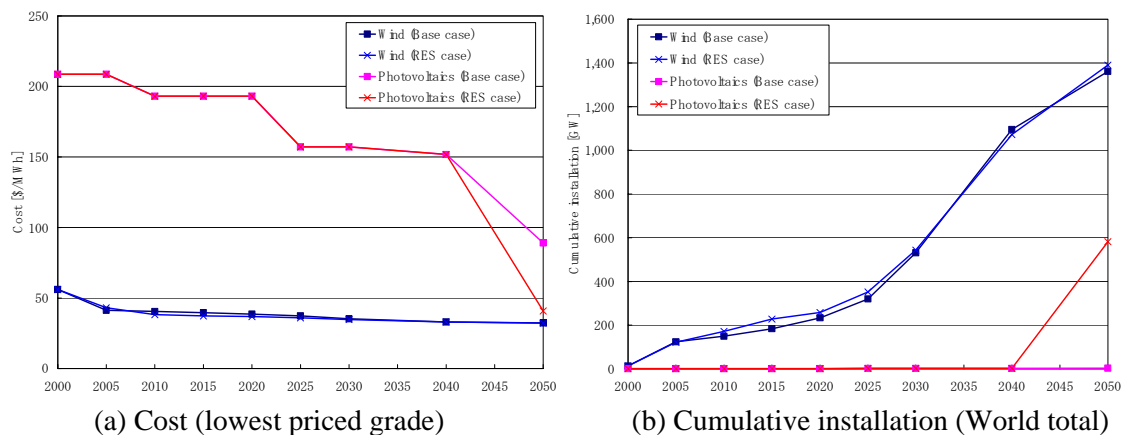 250
200
150
100
50
0
Cost [$/MWh]
Wind (Base case)
Wind (RES case)
Photovoltaics (Base case)
Photovoltaics (RES case)
2000 2005 2010 2015 2020 2025 2030 2035 2040 2045 2050
(a) Cost (lowest priced grade)
1,600
1,400
1,200
1,000
800
600
400
200
0
Cumulative installation [GW]
Wind (Base case)
Wind (RES case)
Photovoltaics (Base case)
Photovoltaics (RES case)
2000 2005 2010 2015 2020 2025 2030 2035 2040 2045 2050
(b) Cumulative installation (World total)